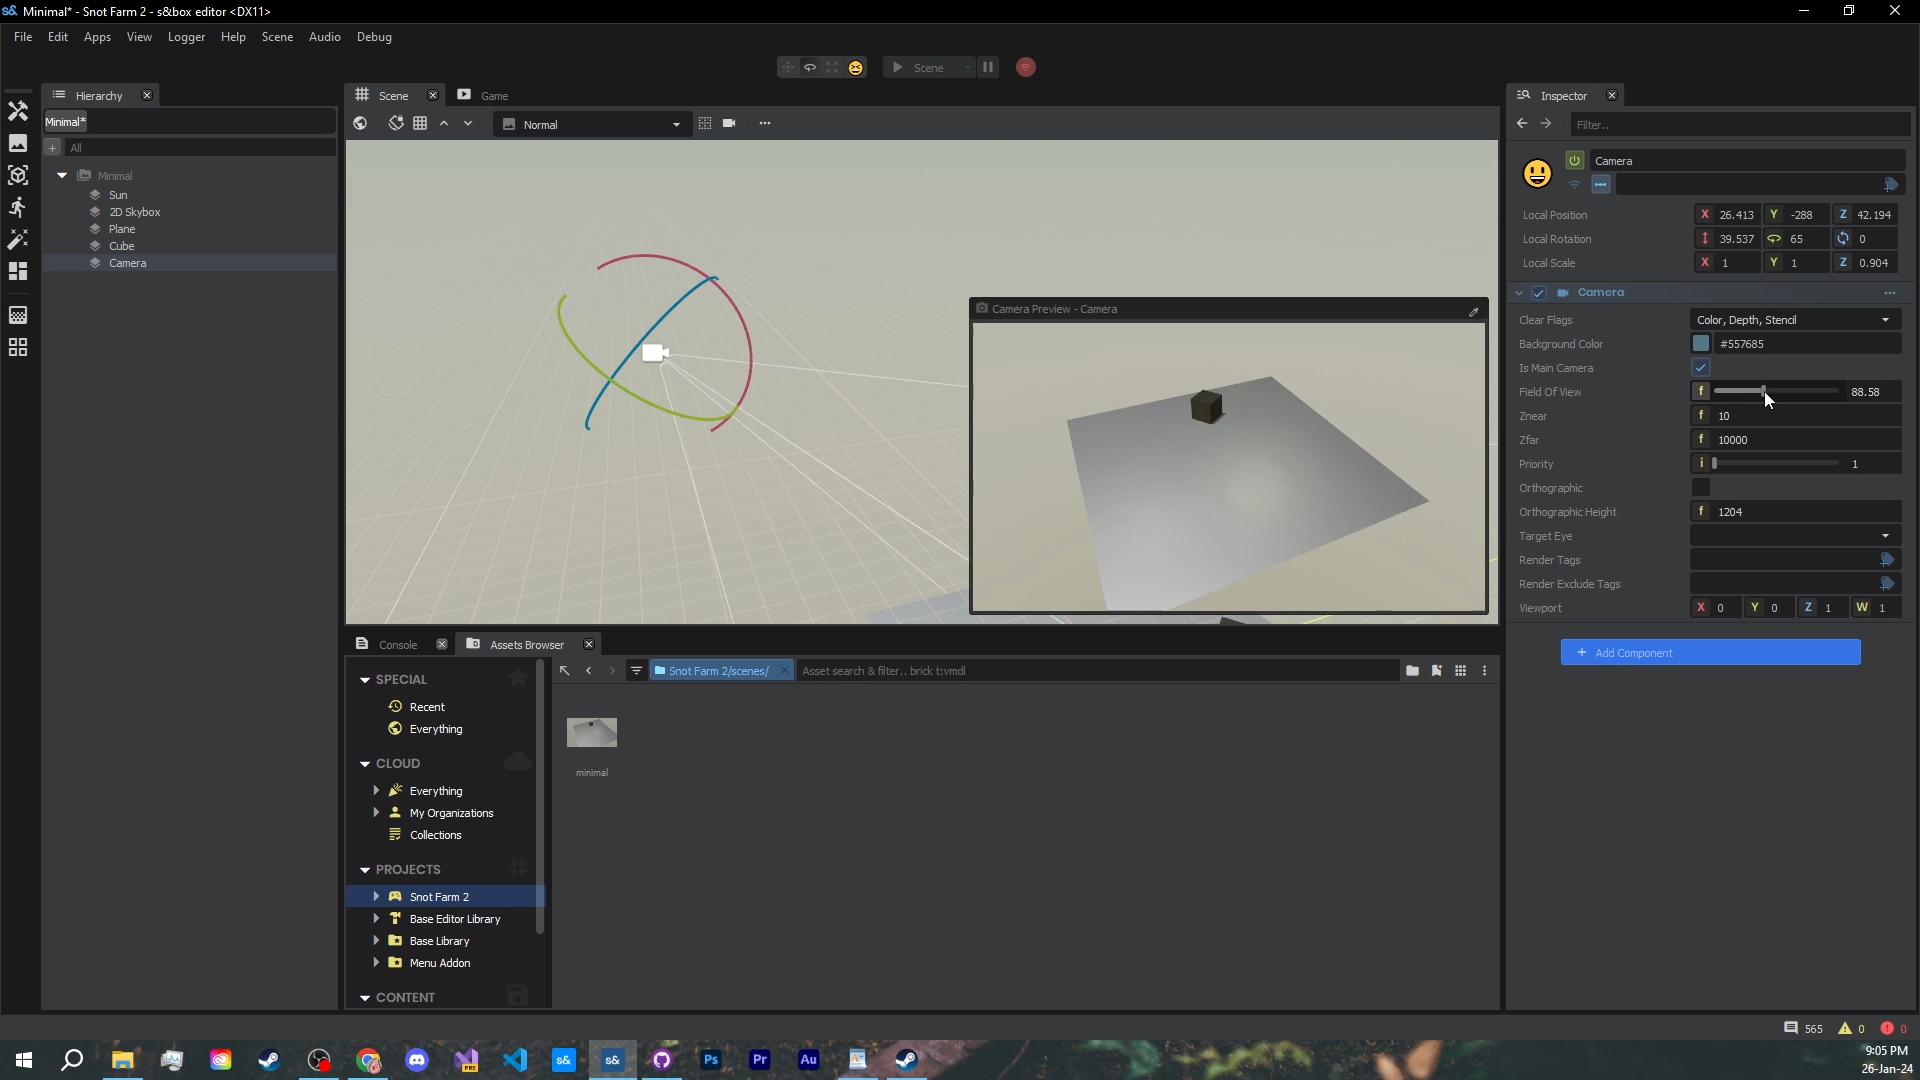 s& Minimal* - Snot Farm 2 - s&box editor <DX11>
File Edit Apps View Logger Help Scene Audio Debug
Scene
Hierarchy
Minimal*
+ All
Minimal
Sun
2D Skybox
Plane
Cube
Camera
Scene Game
Normal
Camera Preview - Camera
Console Assets Browser
SPECIAL
Recent
Everything
CLOUD
Everything
My Organizations
Collections
PROJECTS
Snot Farm 2
Base Editor Library
Base Library
Menu Addon
CONTENT
Snot Farm 2/scenes/ Asset search & filter.. brick t:vmdl
minimal
Inspector
Filter..
Camera
Local Position X 26.413 Y -288 Z 42.194
Local Rotation 39.537 65 0
Local Scale X 1 Y 1 Z 0.904
Camera
Clear Flags Color, Depth, Stencil
Background Color #557685
Is Main Camera
Field Of View f 88.58
Znear f 10
Zfar f 10000
Priority i 1
Orthographic
Orthographic Height f 1204
Target Eye
Render Tags
Render Exclude Tags
Viewport X 0 Y 0 Z 1 W 1
+ Add Component
565 0 0
PRE s& s& Ps Pr Au
9:05 PM
26-Jan-24